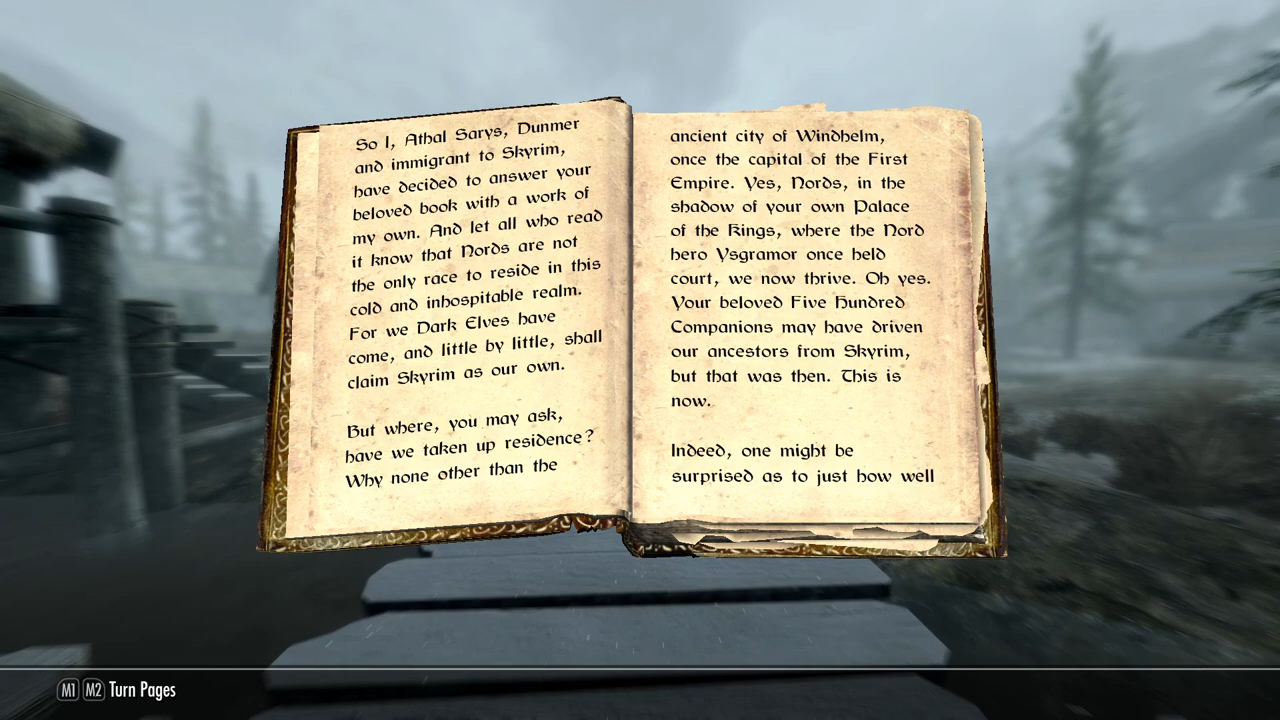 So I, Athal Sarys, Dunmer
and immigrant to Skyrim,
have decided to answer your
beloved book with a work of
my own. And let all who read
it know that Nords are not
the only race to reside in this
cold and inhospitable realm.
For we Dark Elves have
come, and little by little, shall
claim Skyrim as our own.
But where, you may ask,
have we taken up residence?
Why none other than the
ancient city of Windhelm,
once the capital of the First
Empire. Yes, Nords, in the
shadow of your own Palace
of the Kings, where the Nord
hero Ysgramor once held
court, we now thrive. Oh yes.
Your beloved Five Hundred
Companions may have driven
our ancestors from Skyrim,
but that was then. This is
now.
Indeed, one might be
surprised as to just how well
M1 M2 Turn Pages